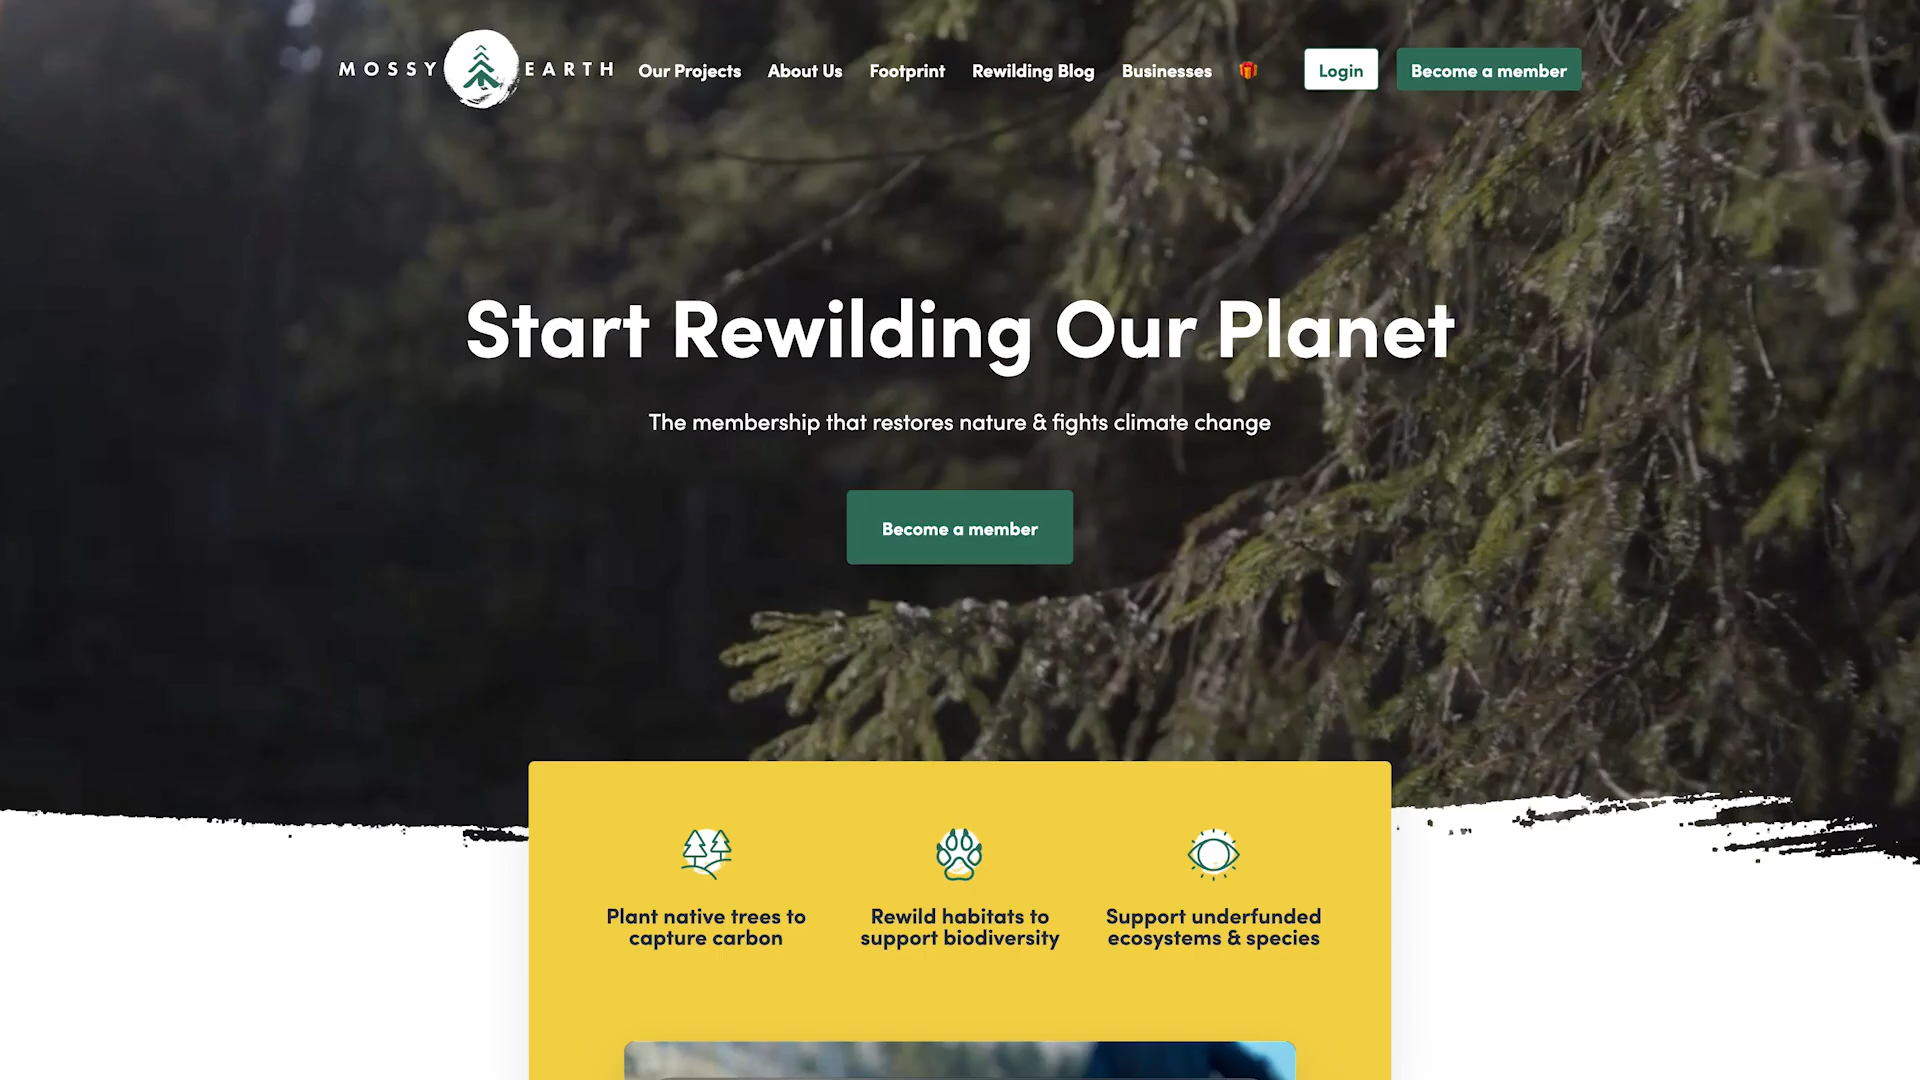 MOSSY EARTH
Our Projects
About Us
Footprint
Rewilding Blog
Businesses
Login
Become a member
Start Rewilding Our Planet
The membership that restores nature & fights climate change
Become a member
Plant native trees to
capture carbon
Rewild habitats to
support biodiversity
Support underfunded
ecosystems & species